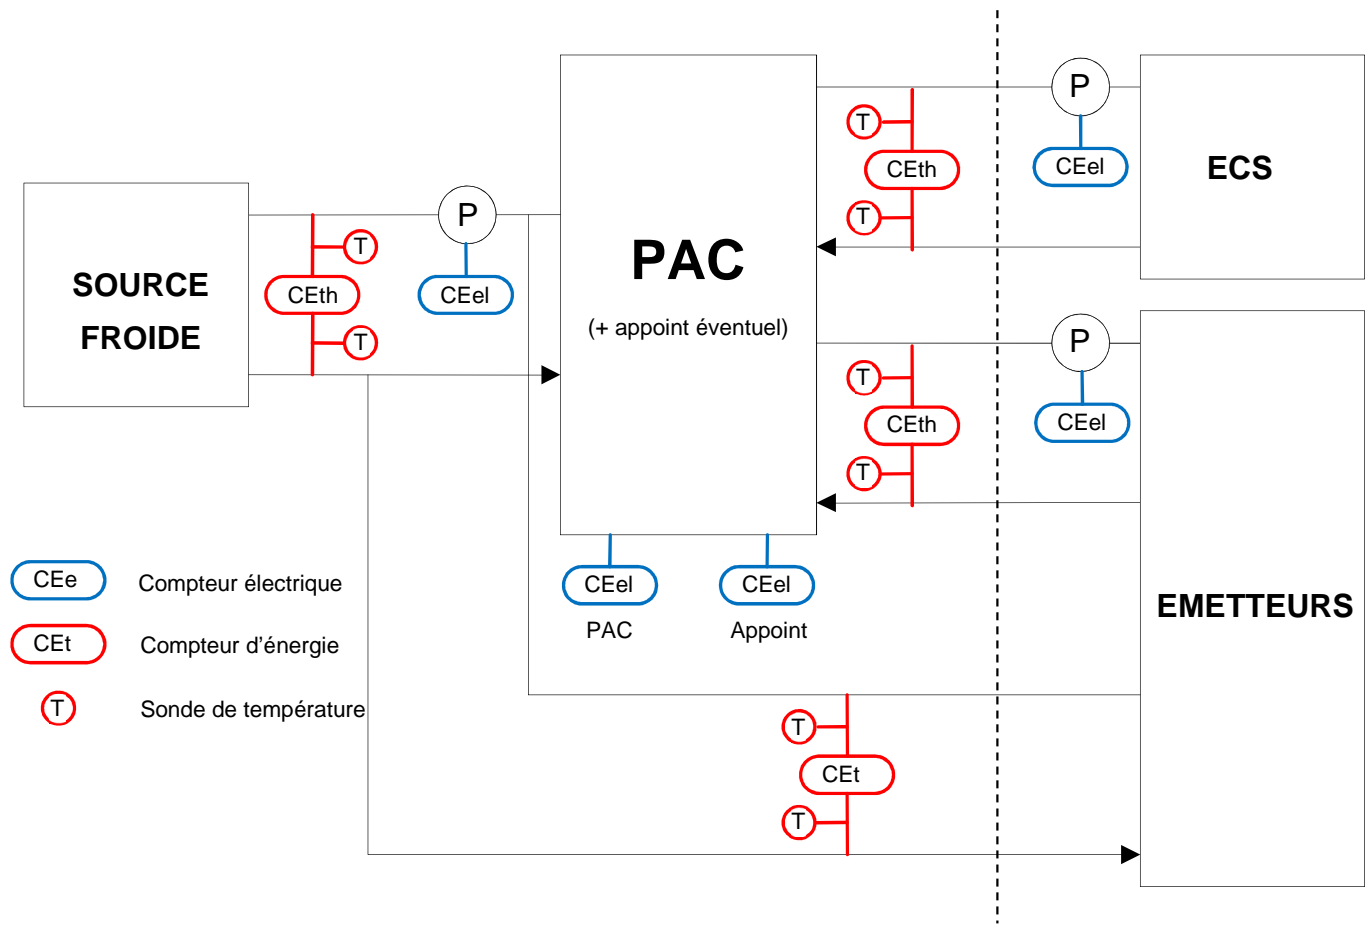 P
P
T
CEth
T
CEel
ECS
SOURCE
FROIDE
T
CEth
T
P
CEel
PAC
(+ appoint éventuel)
T
CEth
T
P
CEel
CEel
PAC
CEel
Appoint
EMETTEURS
CEe
Compteur électrique
CEt
Compteur d'énergie
T
Sonde de température
T
CEt
T